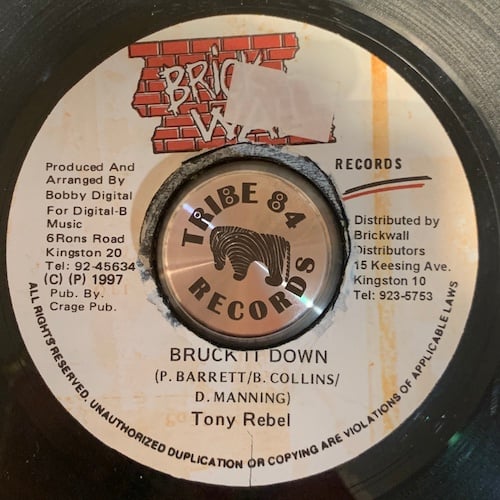 BRICK
RECORDS
Produced And
Arranged By
Bobby Digital
For Digital-B
Music
6Rons Road
Kingston 20
Tel: 92-45634
(C) (P) 1997
Pub. By.
Crage Pub.
TRIBE 84
RECORDS
Distributed by
Brickwall
Distributors
15 Keesing Ave.
Kingston 10
Tel: 923-5753
BRUCK IT DOWN
(P. BARRETT/B. COLLINS/
D. MANNING)
Tony Rebel
ALL RIGHTS RESERVED. UNAUTHORIZED DUPLICATION OR COPYING ARE VIOLATIONS OF APPLICABLE LAWS